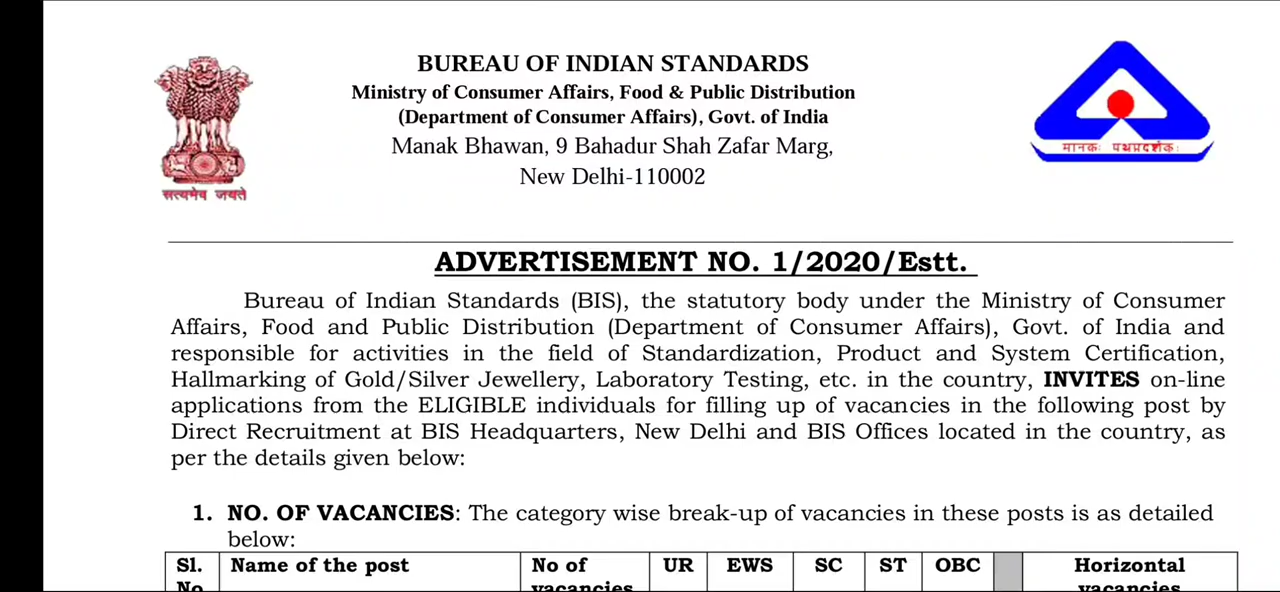 BUREAU OF INDIAN STANDARDS
Ministry of Consumer Affairs, Food & Public Distribution
(Department of Consumer Affairs), Govt. of India
Manak Bhawan, 9 Bahadur Shah Zafar Marg,
New Delhi-110002
सत्यमेव जयते
मानकः पथप्रदर्शकः
ADVERTISEMENT NO. 1/2020/Estt.
Bureau of Indian Standards (BIS), the statutory body under the Ministry of Consumer
Affairs, Food and Public Distribution (Department of Consumer Affairs), Govt. of India and
responsible for activities in the field of Standardization, Product and System Certification,
Hallmarking of Gold/Silver Jewellery, Laboratory Testing, etc. in the country, INVITES on-line
applications from the ELIGIBLE individuals for filling up of vacancies in the following post by
Direct Recruitment at BIS Headquarters, New Delhi and BIS Offices located in the country, as
per the details given below:
1. NO. OF VACANCIES: The category wise break-up of vacancies in these posts is as detailed
below:
Sl. Name of the post No of UR EWS SC ST OBC Horizontal
No vacancies vacancies